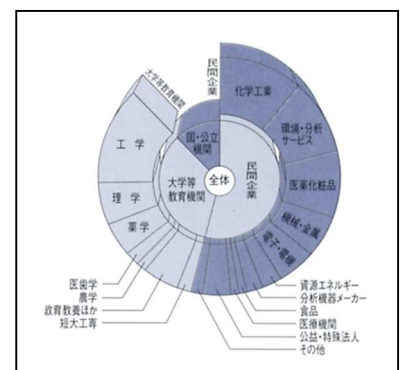 民間企業
大学等教育機関
化学工業
環境・分析
サービス
医薬化粧品
機械・金属
電子・電機
国・公立
機関
民間企業
全体
大学等
教育機関
工学
理学
薬学
医歯学
農学
政育教養ほか
短大工専
資源エネルギー
分析機器メーカー
食品
医療機関
公益・特殊法人
その他